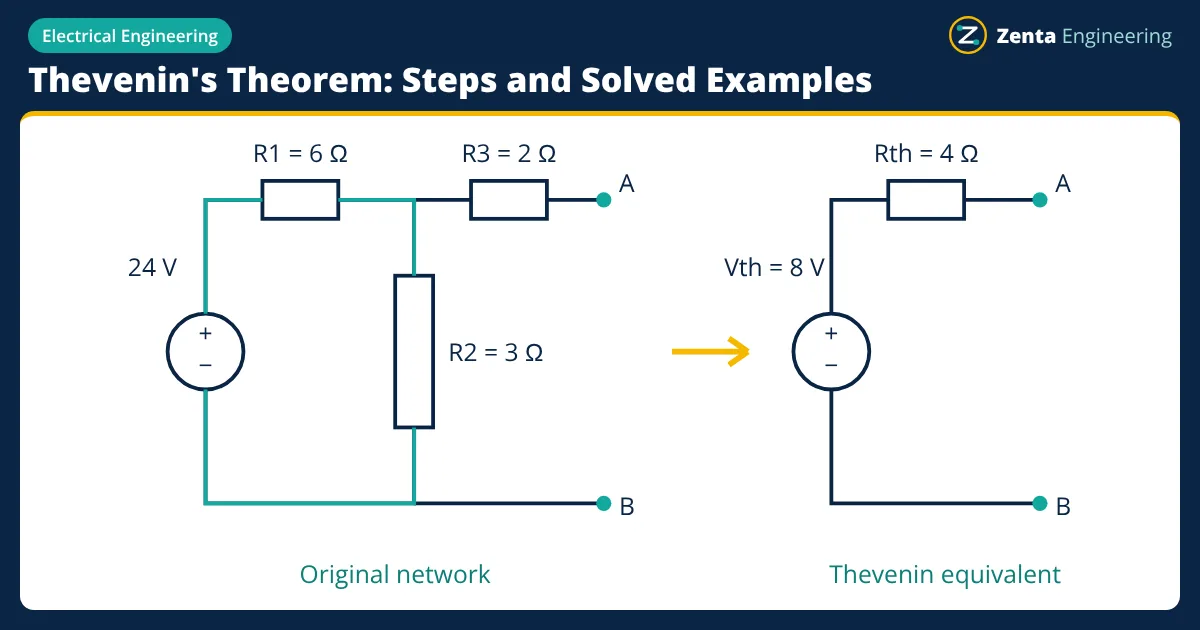 Electrical Engineering
Zenta Engineering
Thevenin's Theorem: Steps and Solved Examples
R1 = 6 Ω
R3 = 2 Ω
A
24 V
+
−
R2 = 3 Ω
B
Original network
Rth = 4 Ω
A
Vth = 8 V
+
−
B
Thevenin equivalent